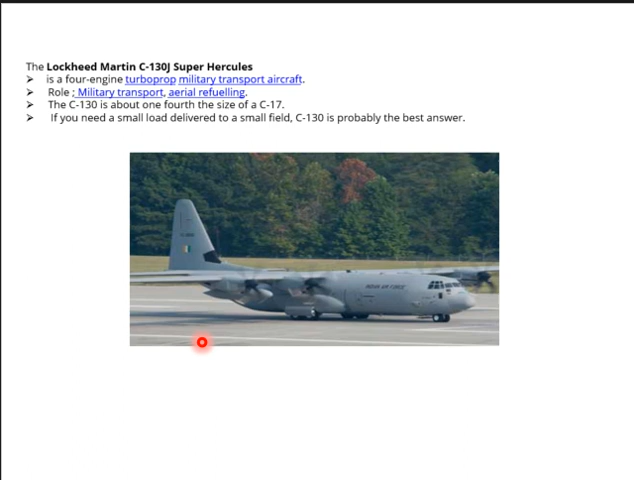 The Lockheed Martin C-130J Super Hercules
➢ is a four-engine turboprop military transport aircraft.
➢ Role ; Military transport, aerial refuelling.
➢ The C-130 is about one fourth the size of a C-17.
➢ If you need a small load delivered to a small field, C-130 is probably the best answer.
INDIAN AIR FORCE